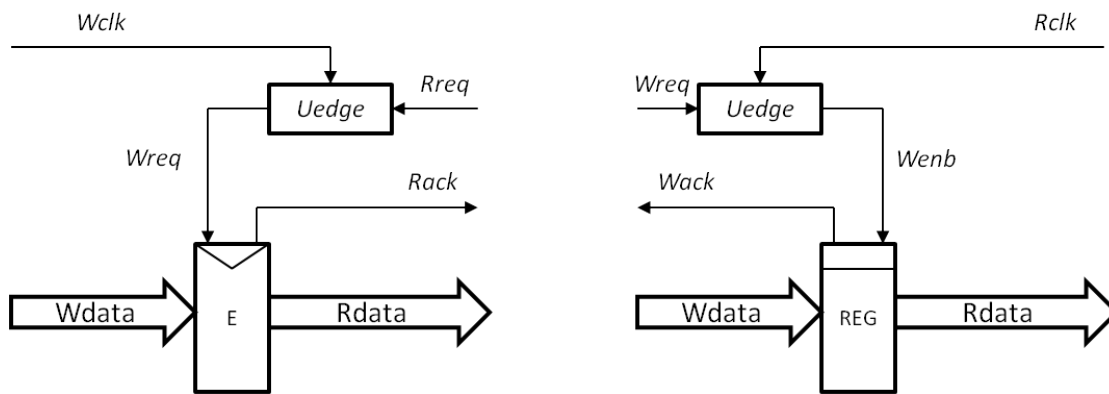 Wclk
Rreq
Uedge
Wreq
Rack
Wdata
E
Rdata
Rclk
Wreq
Uedge
Wenb
Wack
Wdata
REG
Rdata